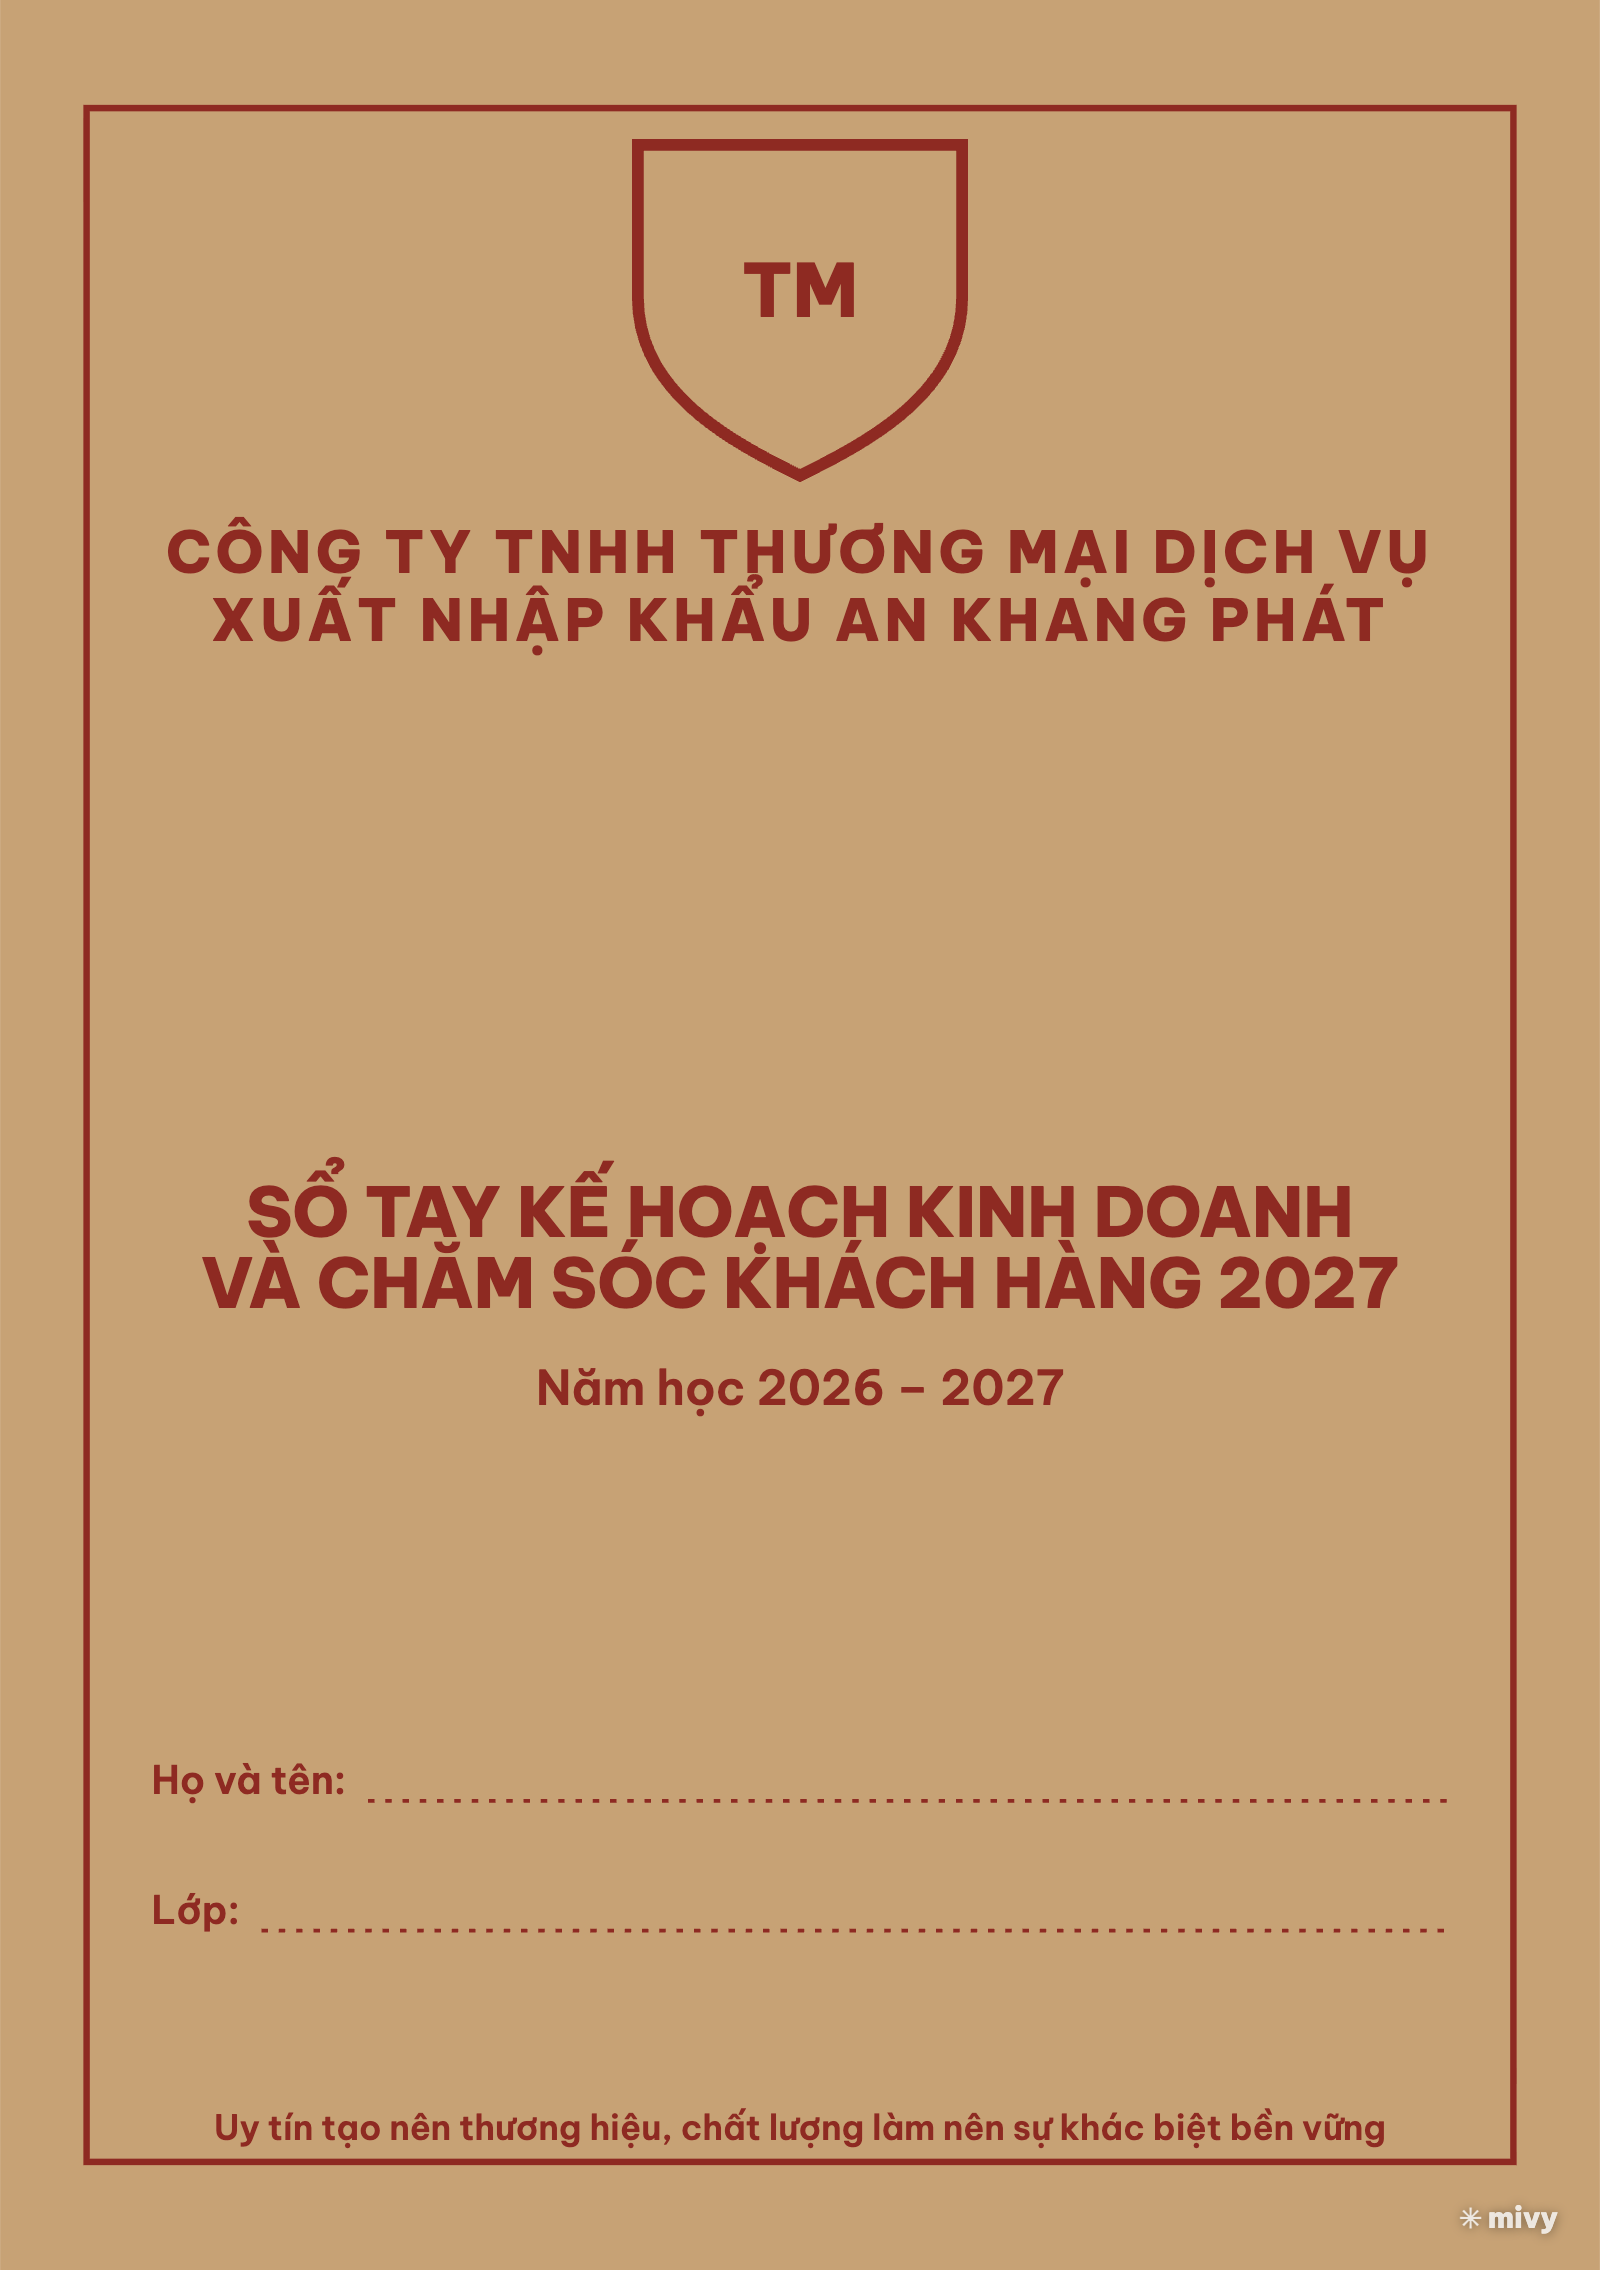 TM
CÔNG TY TNHH THƯƠNG MẠI DỊCH VỤ
XUẤT NHẬP KHẨU AN KHANG PHÁT
SỔ TAY KẾ HOẠCH KINH DOANH
VÀ CHĂM SÓC KHÁCH HÀNG 2027
Năm học 2026 – 2027
Họ và tên:
Lớp:
Uy tín tạo nên thương hiệu, chất lượng làm nên sự khác biệt bền vững
mivy